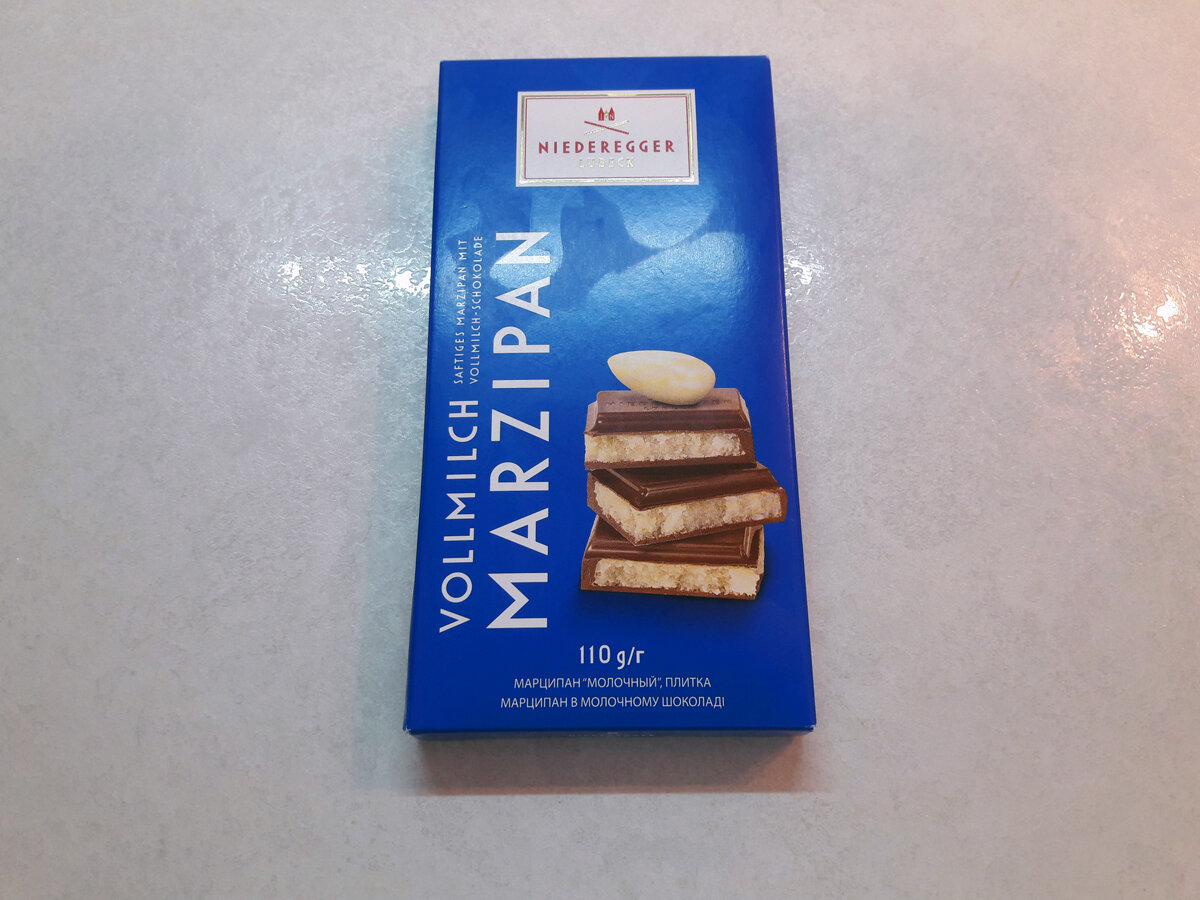 NIEDEREGGER
LÜBECK
VOLLMILCH
SAFTIGES MARZIPAN MIT
VOLLMILCH-SCHOKOLADE
MARZIPAN
110 g/г
МАРЦИПАН “МОЛОЧНЫЙ”, ПЛИТКА
МАРЦИПАН В МОЛОЧНОМУ ШОКОЛАДІ